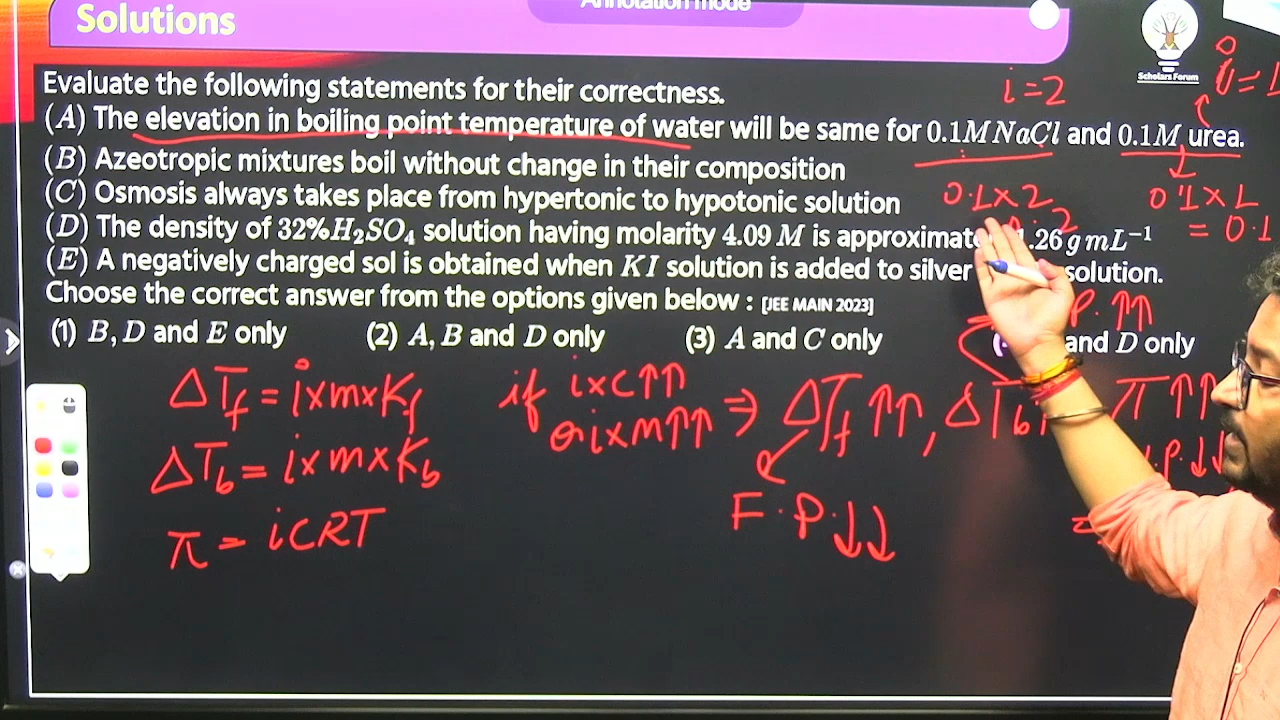 Annotation mode
Solutions
Scholars Forum
Evaluate the following statements for their correctness.
i = 2
i = 1
(A) The elevation in boiling point temperature of water will be same for 0.1M NaCl and 0.1M urea.
(B) Azeotropic mixtures boil without change in their composition
(C) Osmosis always takes place from hypertonic to hypotonic solution
0.1 × 2
0.1 × 1
= 0.1
(D) The density of 32% H₂SO₄ solution having molarity 4.09 M is .26 g mL⁻¹
(E) A negatively charged sol is obtained when KI solution is added to silver solution.
Choose the correct answer from the options given below : [JEE MAIN 2023]
P. ↑↑
(1) B, D and E only (2) A, B and D only (3) A and C only and D only
ΔTf = i×m×Kf
if i×C↑↑
or i×m↑↑ ⇒ ΔTf ↑↑, ΔTb π ↑↑
ΔTb = i×m×Kb
.P.↓↓
F.P.↓↓
π = iCRT